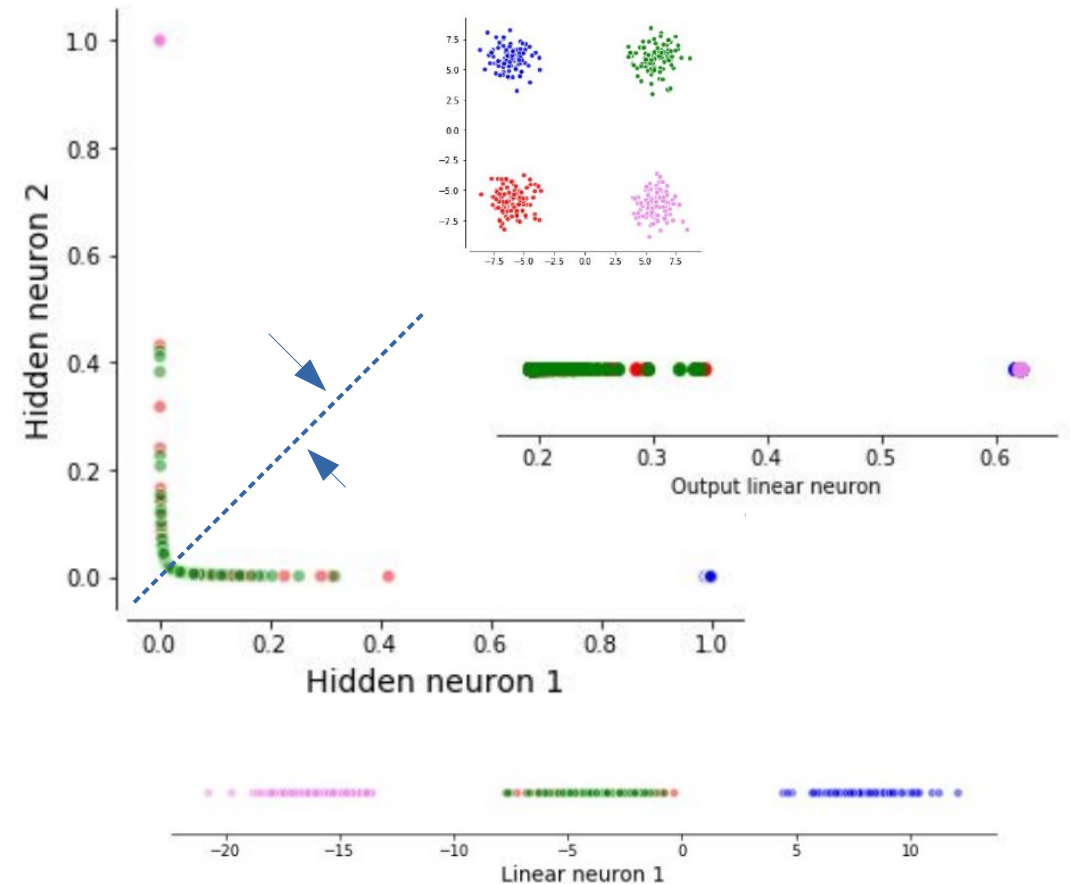 1.0
0.8
0.6
0.4
0.2
0.0
Hidden neuron 2
0.0 0.2 0.4 0.6 0.8 1.0
Hidden neuron 1
7.5
5.0
2.5
0.0
−2.5
−5.0
−7.5
−7.5 −5.0 −2.5 0.0 2.5 5.0 7.5
0.2 0.3 0.4 0.5 0.6
Output linear neuron
−20 −15 −10 −5 0 5 10
Linear neuron 1